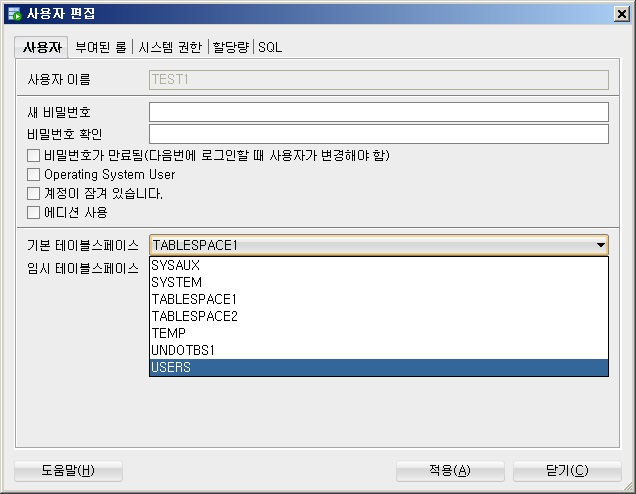 사용자 편집
사용자 부여된 롤 시스템 권한 할당량 SQL
사용자 이름 TEST1
새 비밀번호
비밀번호 확인
비밀번호가 만료됨(다음번에 로그인할 때 사용자가 변경해야 함)
Operating System User
계정이 잠겨 있습니다.
에디션 사용
기본 테이블스페이스 TABLESPACE1
임시 테이블스페이스
SYSAUX
SYSTEM
TABLESPACE1
TABLESPACE2
TEMP
UNDOTBS1
USERS
도움말(H) 적용(A) 닫기(C)